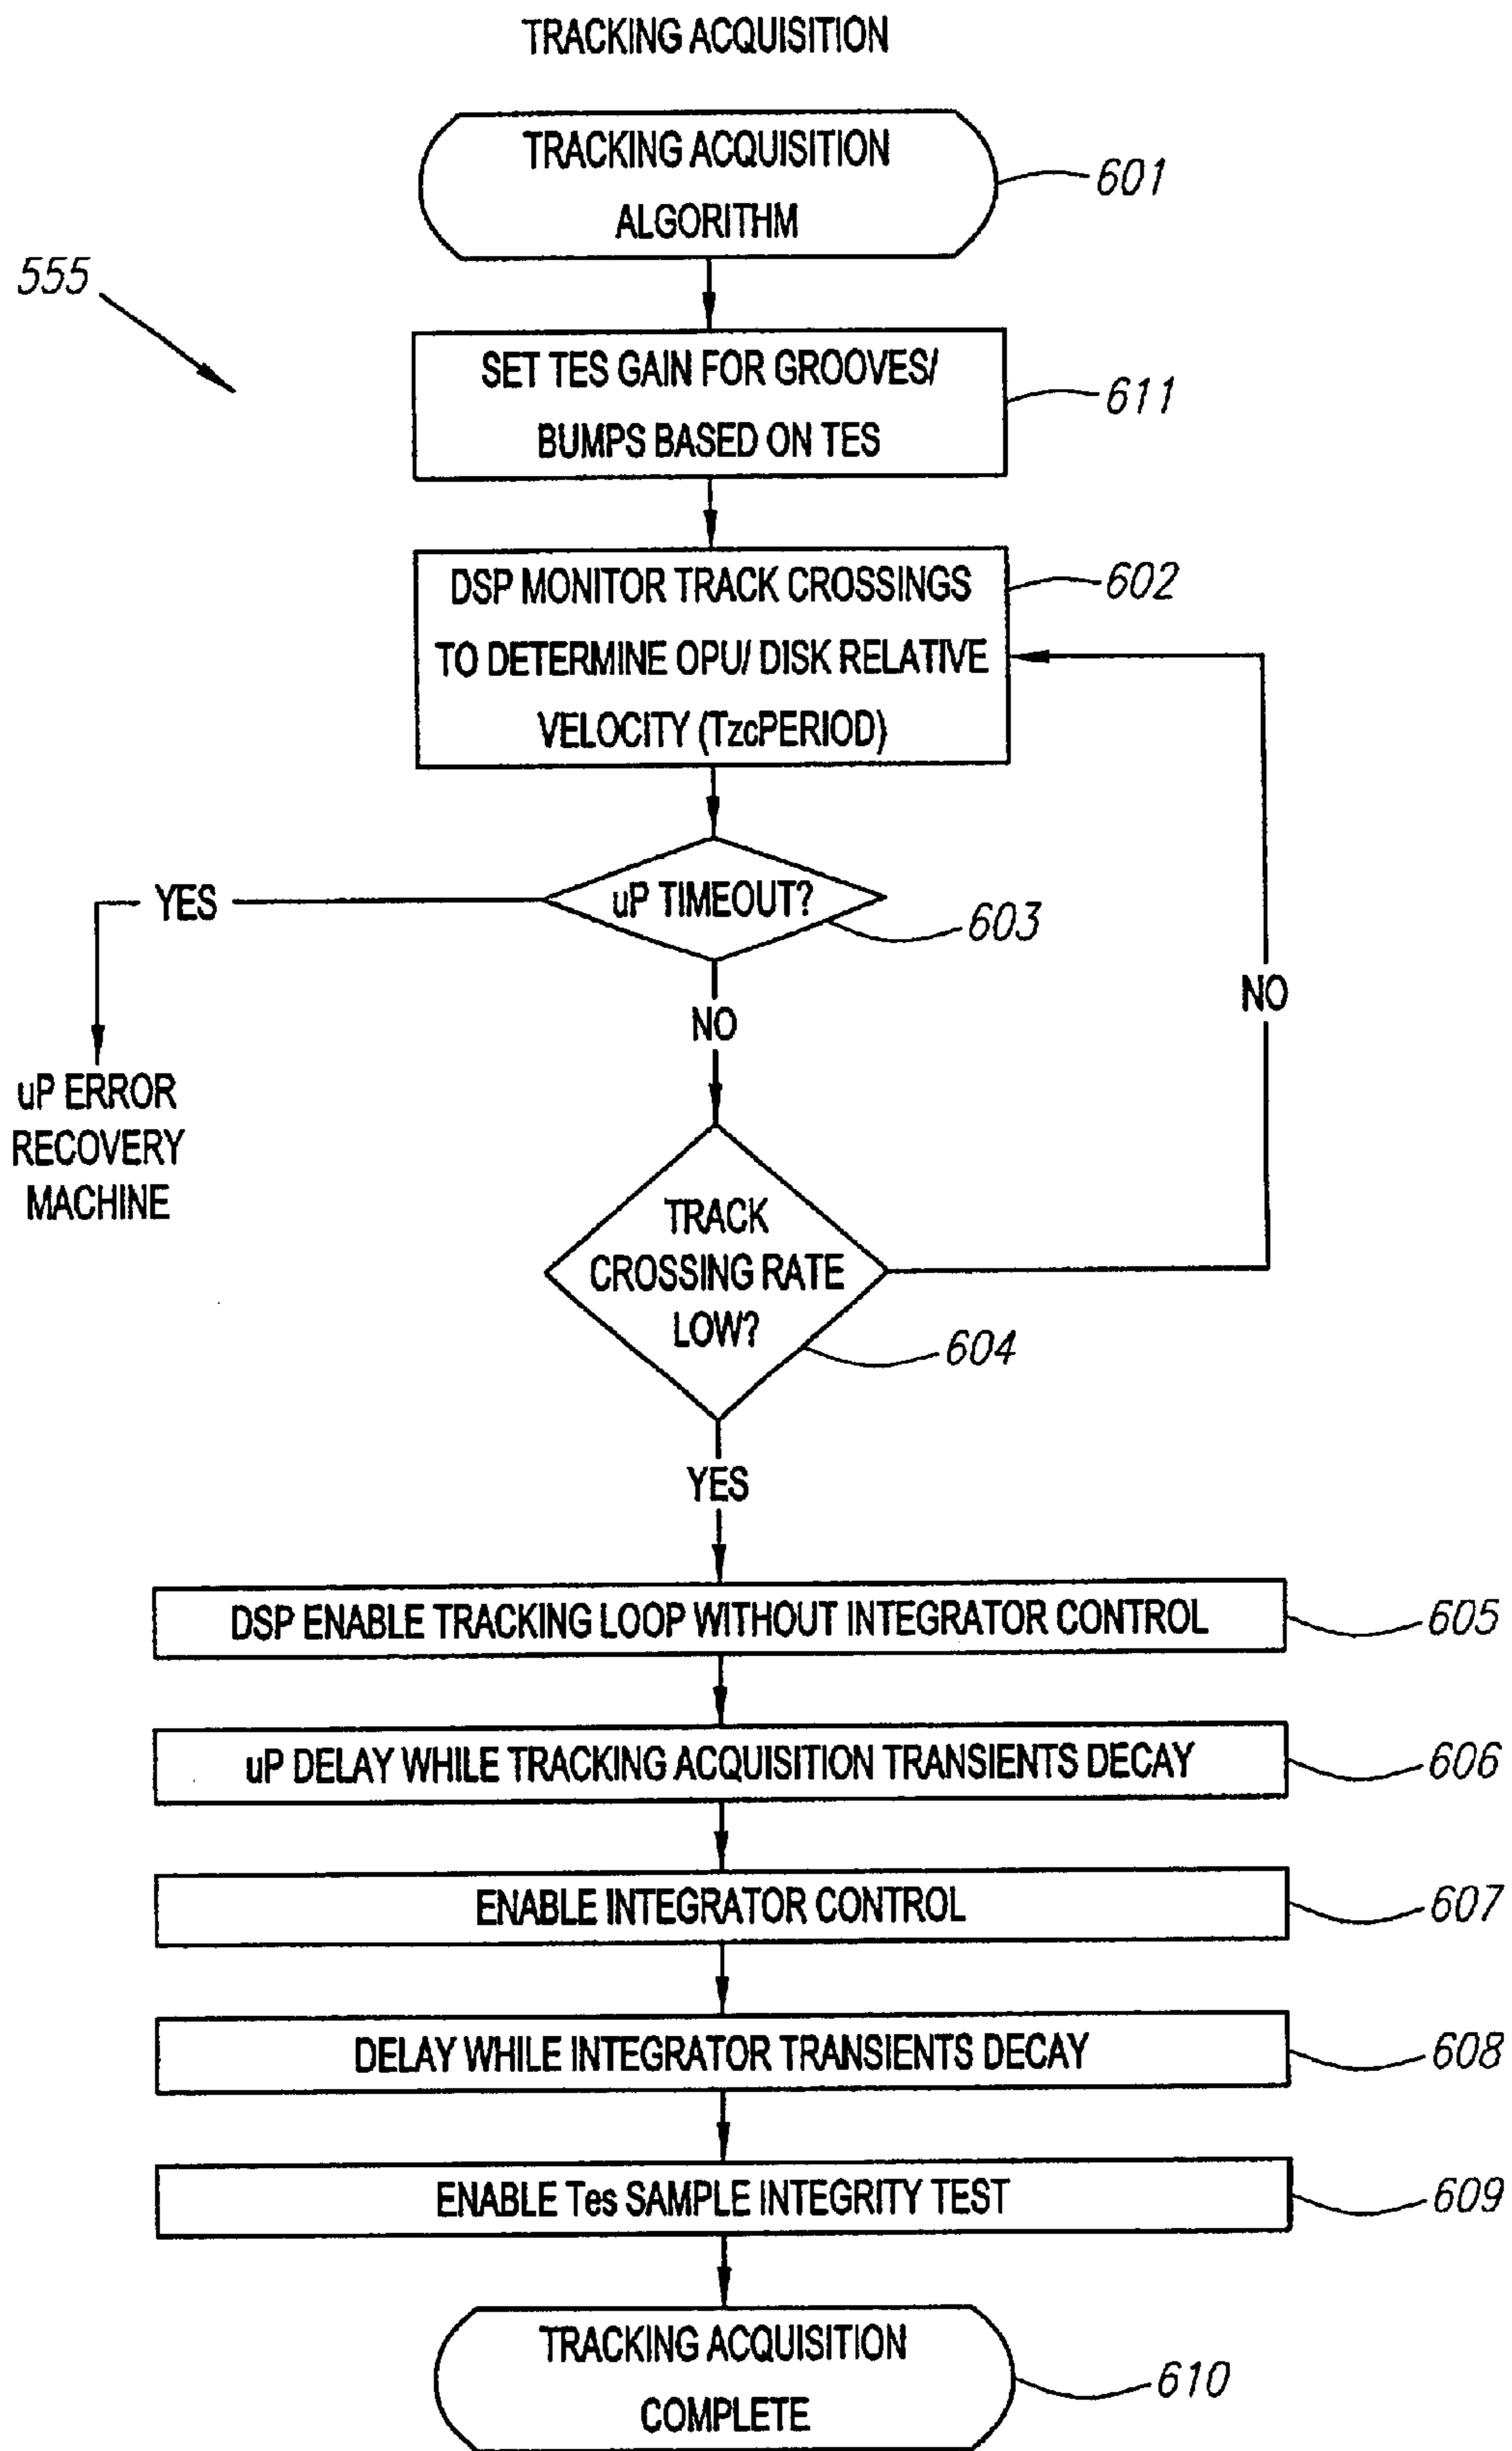 TRACKING ACQUISITION
TRACKING ACQUISITION
ALGORITHM
601
555
SET TES GAIN FOR GROOVES/
BUMPS BASED ON TES
611
DSP MONITOR TRACK CROSSINGS
TO DETERMINE OPU/ DISK RELATIVE
VELOCITY (TzcPERIOD)
602
uP TIMEOUT?
603
YES
NO
NO
uP ERROR
RECOVERY
MACHINE
TRACK
CROSSING RATE
LOW?
604
YES
DSP ENABLE TRACKING LOOP WITHOUT INTEGRATOR CONTROL
605
uP DELAY WHILE TRACKING ACQUISITION TRANSIENTS DECAY
606
ENABLE INTEGRATOR CONTROL
607
DELAY WHILE INTEGRATOR TRANSIENTS DECAY
608
ENABLE Tes SAMPLE INTEGRITY TEST
609
TRACKING ACQUISITION
COMPLETE
610